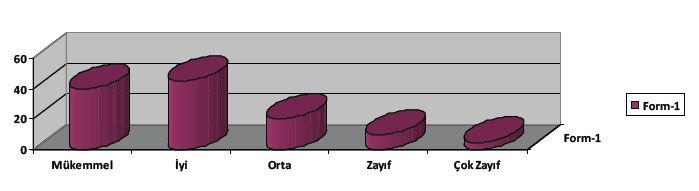 60
40
20
0
Mükemmel
İyi
Orta
Zayıf
Çok Zayıf
Form-1
Form-1